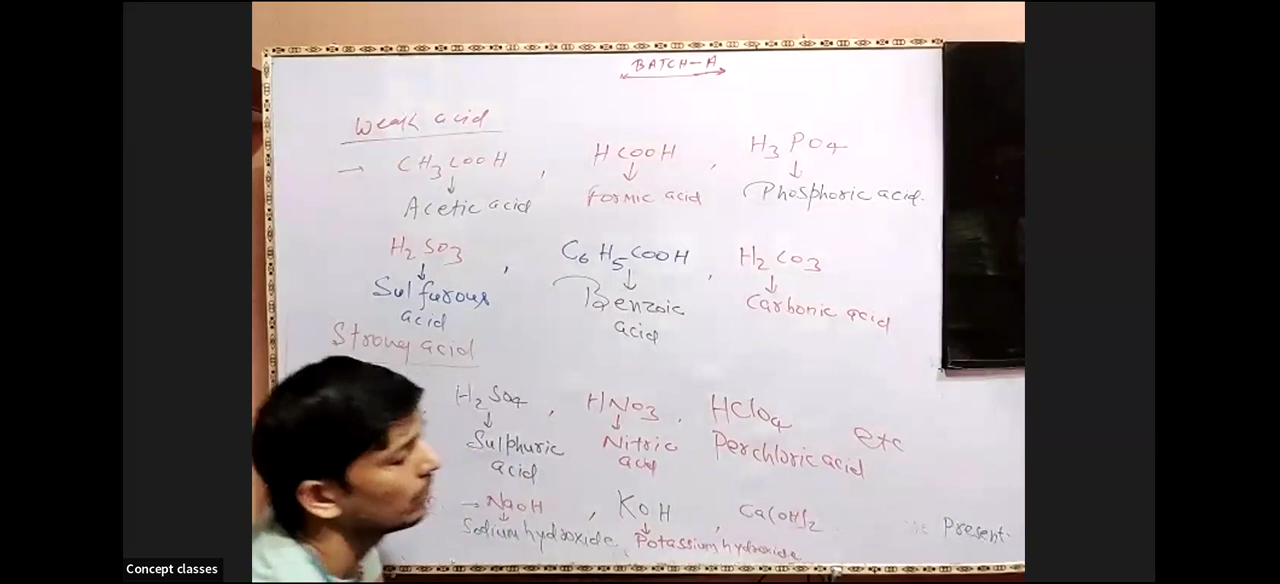 BATCH-A
Weak acid
→ CH3COOH , HCOOH , H3PO4
Acetic acid Formic acid Phosphoric acid.
H2SO3 , C6H5COOH , H2CO3
Sulfurous acid Benzoic acid Carbonic acid
Strong acid
H2SO4 , HNO3 , HClO4 etc
Sulphuric acid Nitric acid Perchloric acid
→ NaOH , KOH , Ca(OH)2 Present.
Sodium hydroxide , Potassium hydroxide
Concept classes